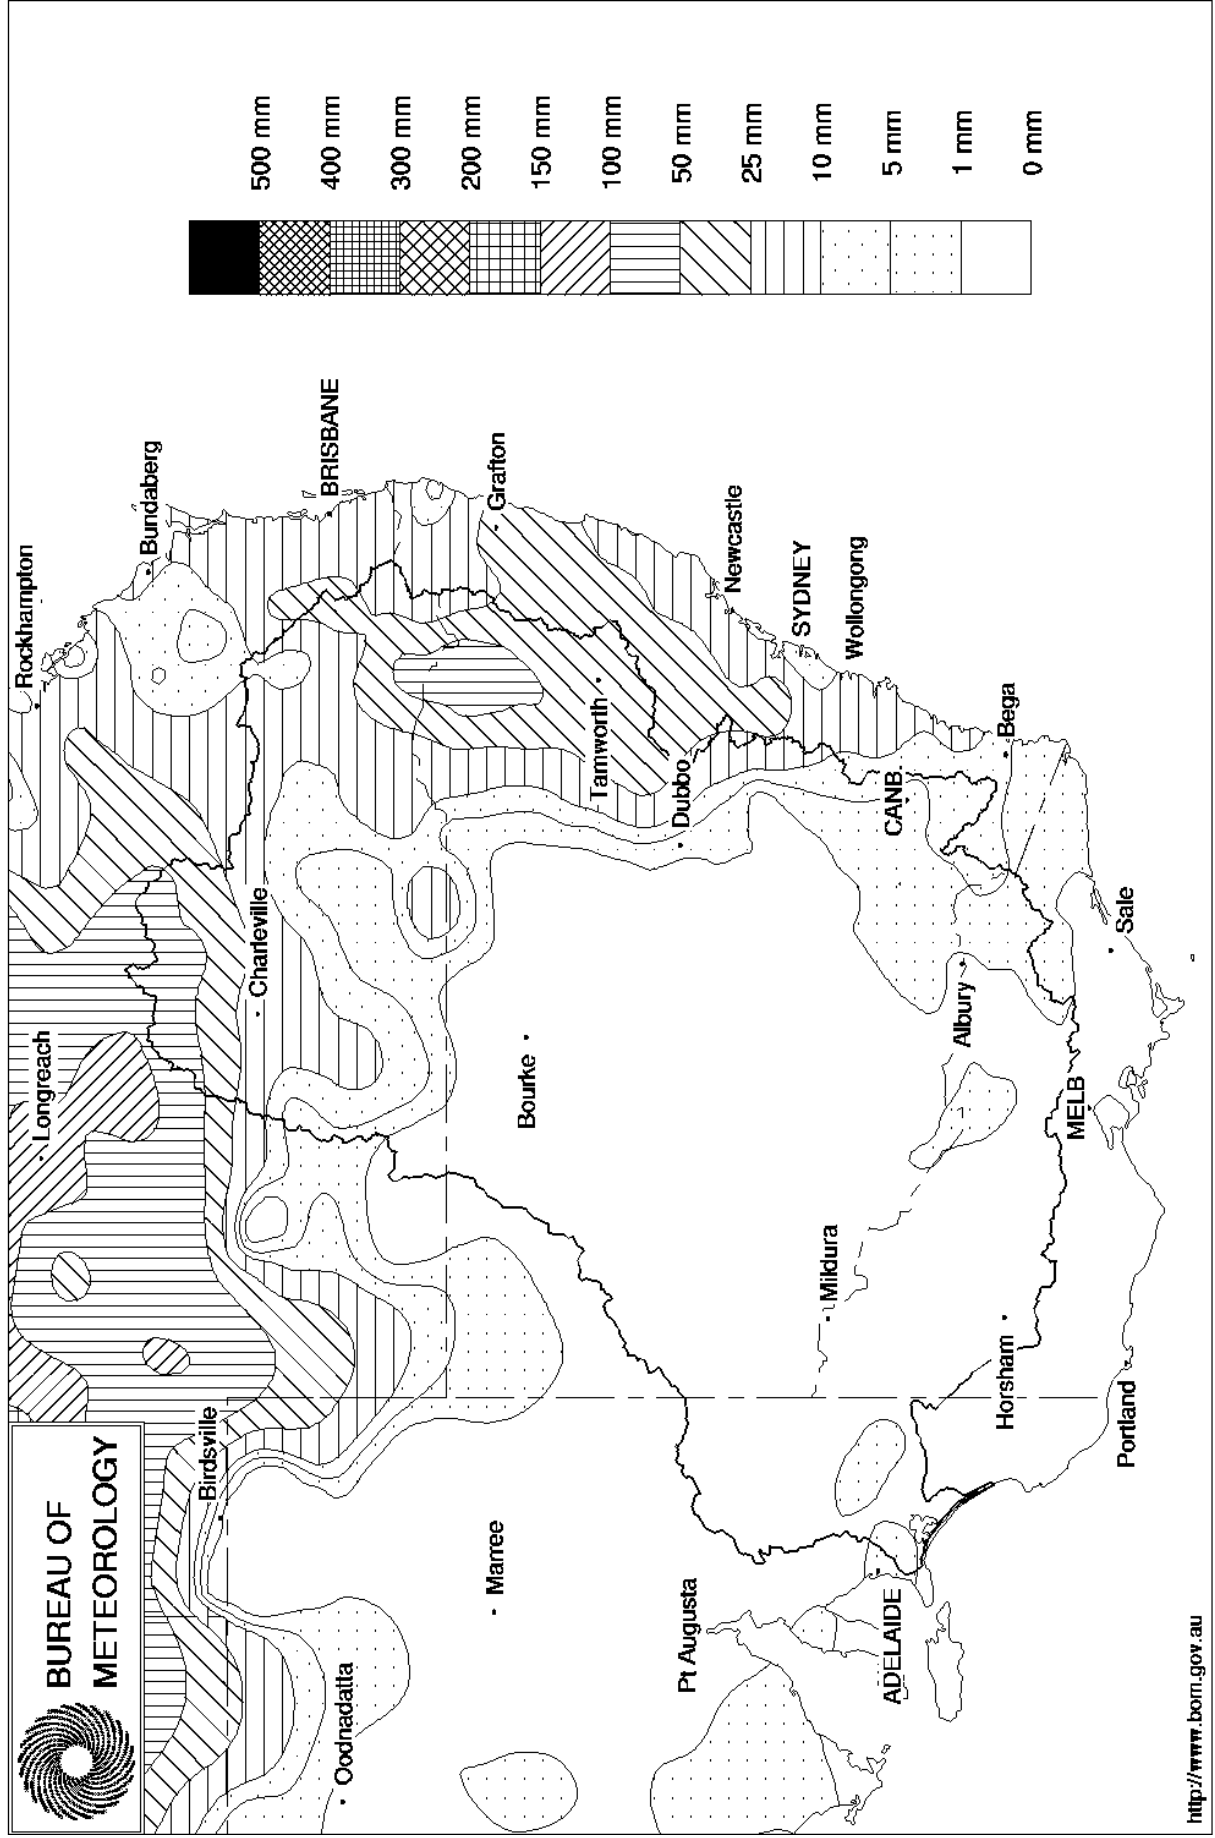 BUREAU OF
METEOROLOGY
Rockhampton
Longreach
Bundaberg
Birdsville
Charleville
BRISBANE
Oodnadatta
Marree
Bourke
Grafton
Tamworth
Pt Augusta
Dubbo
Newcastle
SYDNEY
Mildura
Wollongong
ADELAIDE
CANB.
Albury
Horsham
Bega
MELB
Portland
Sale
500 mm
400 mm
300 mm
200 mm
150 mm
100 mm
50 mm
25 mm
10 mm
5 mm
1 mm
0 mm
http://www.bom.gov.au